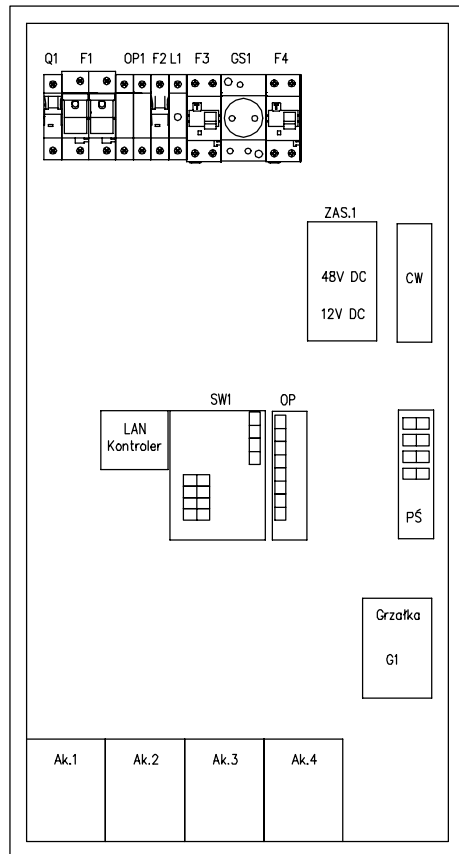 Q1 F1 OP1 F2 L1 F3 GS1 F4
ZAS.1
48V DC
12V DC
CW
SW1
OP
LAN
Kontroler
PŚ
Grzałka
G1
Ak.1 Ak.2 Ak.3 Ak.4